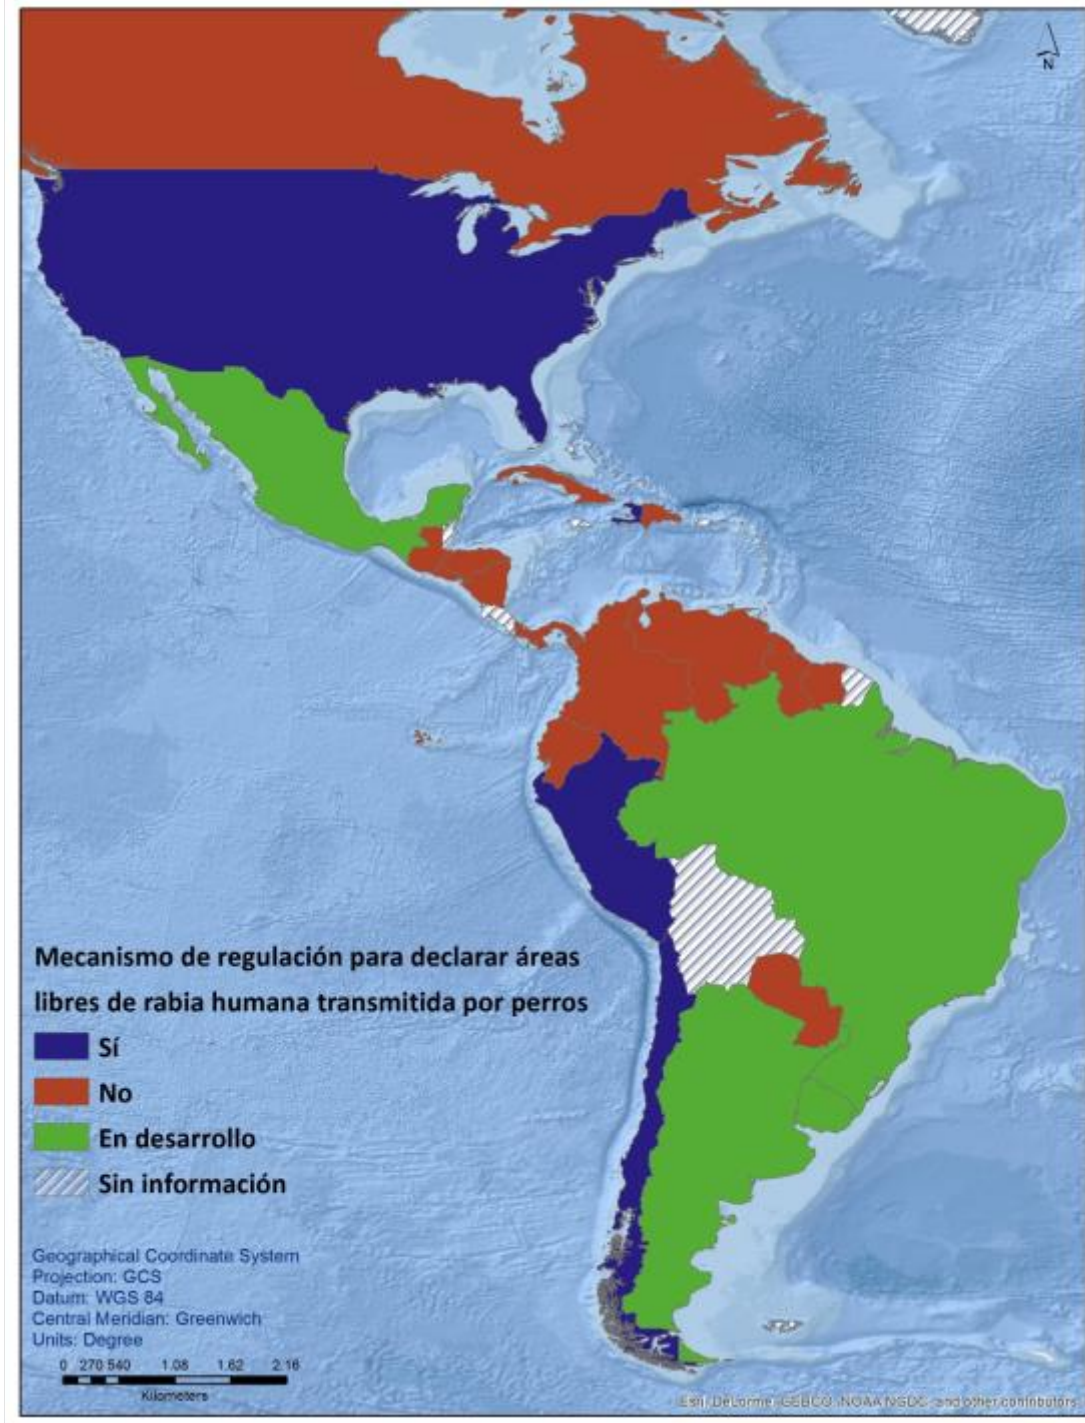 N
Mecanismo de regulación para declarar áreas
libres de rabia humana transmitida por perros
Sí
No
En desarrollo
Sin información
Geographical Coordinate System
Projection: GCS
Datum: WGS 84
Central Meridian: Greenwich
Units: Degree
0 270 540 1.08 1.62 2.16
Kilometers
Esri, DeLorme, GEBCO, NOAA NGDC, and other contributors